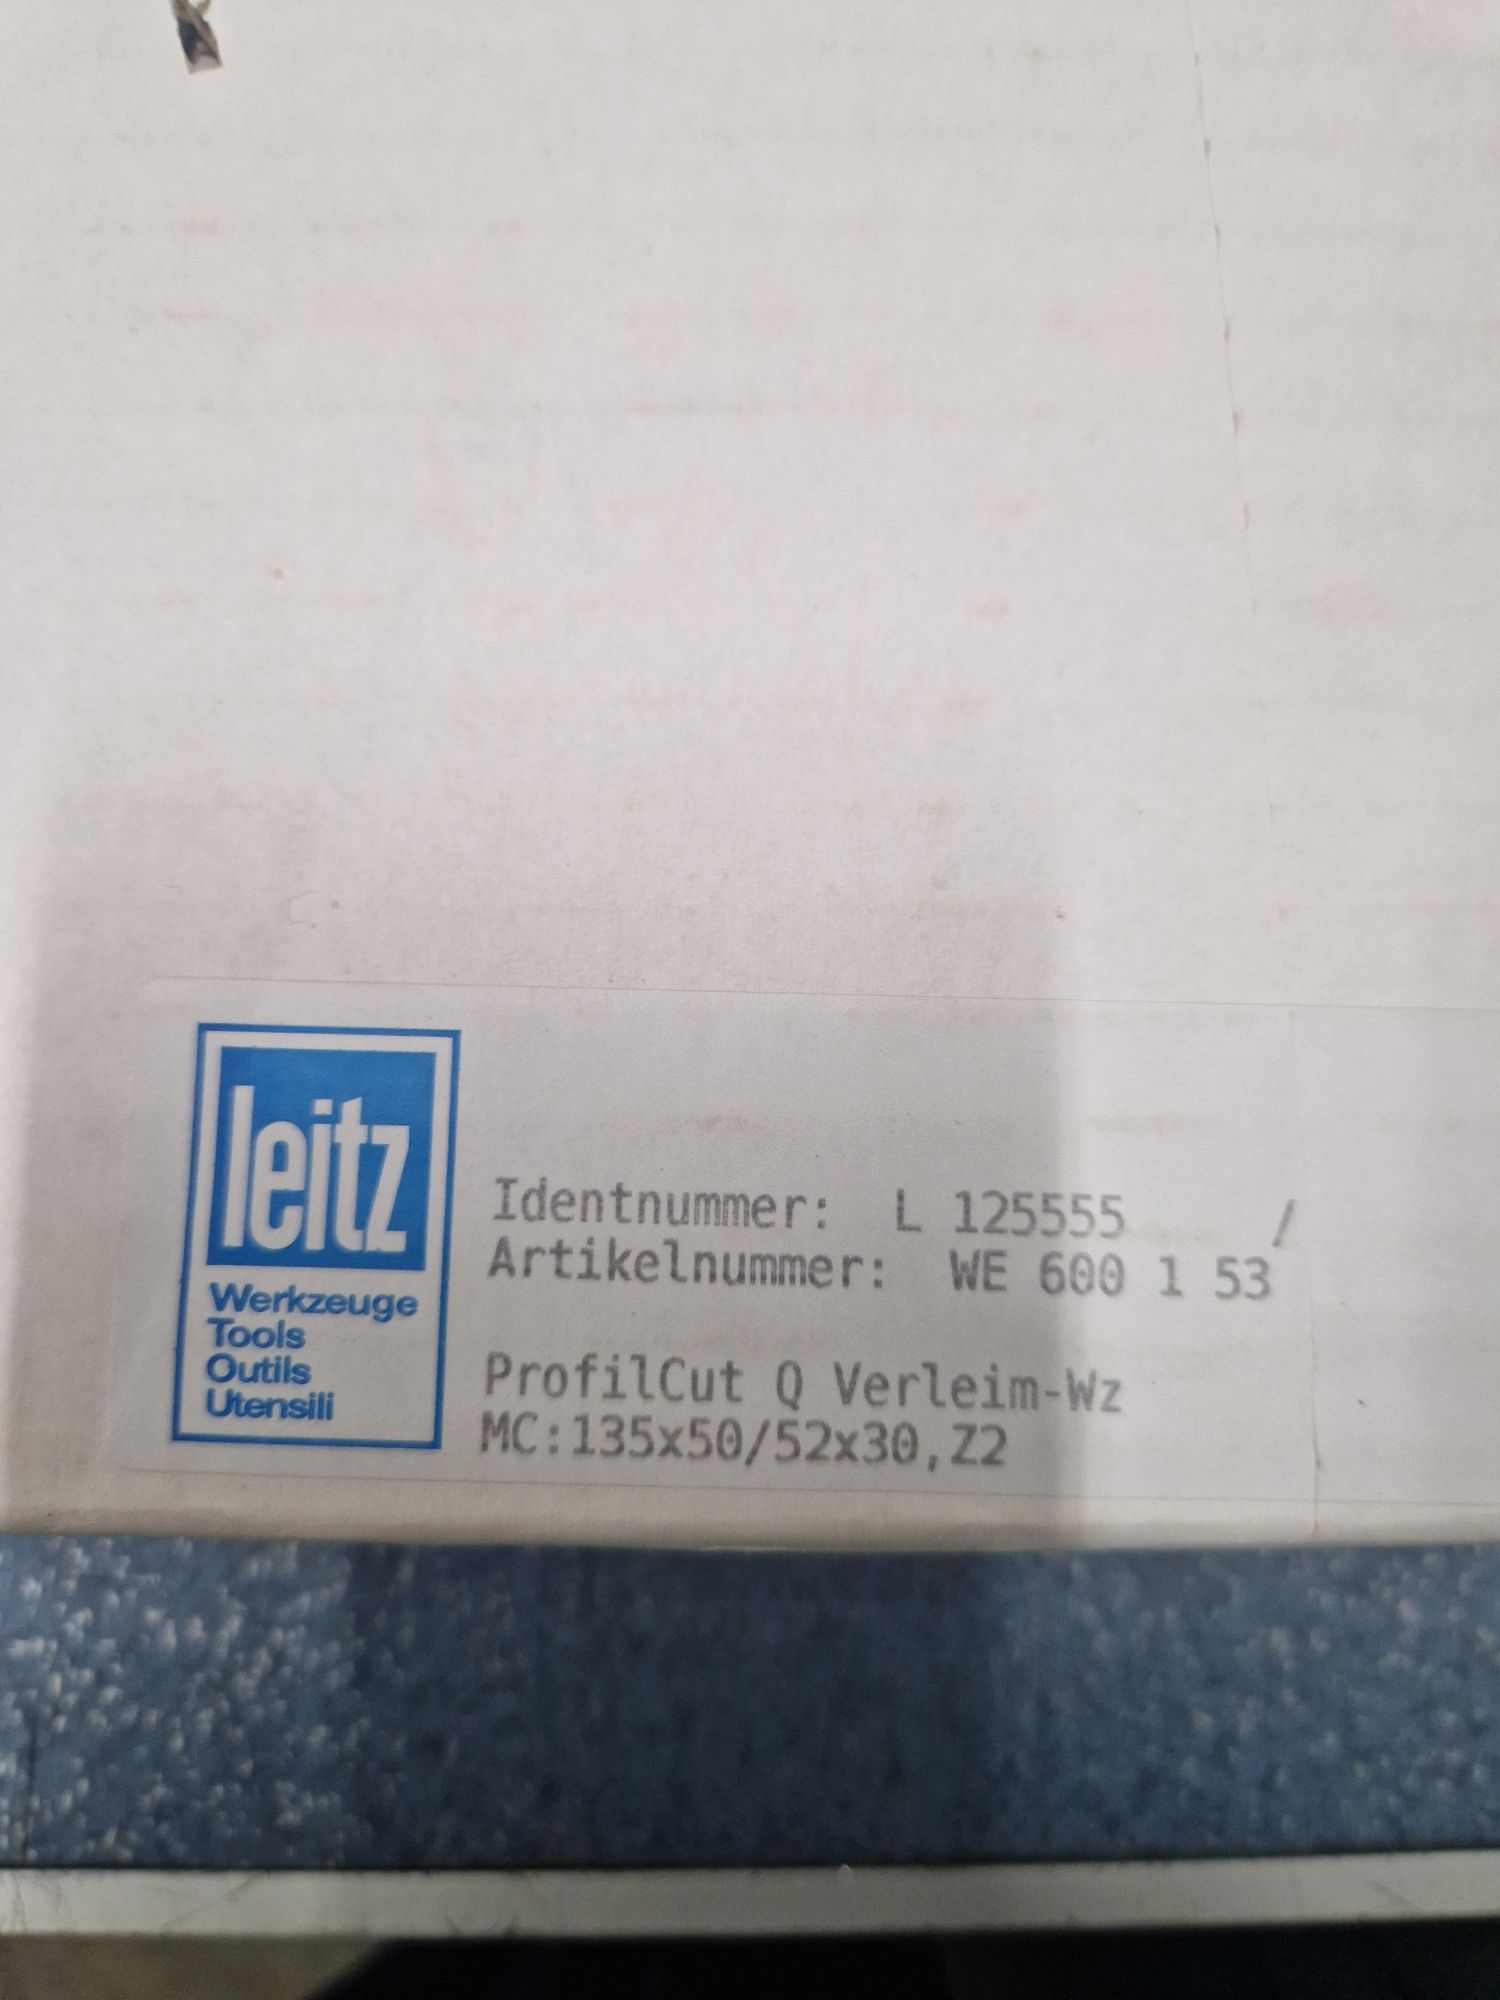 leitz
Werkzeuge
Tools
Outils
Utensili
Identnummer: L 125555 /
Artikelnummer: WE 600 1 53
ProfilCut Q Verleim-Wz
MC:135x50/52x30,Z2